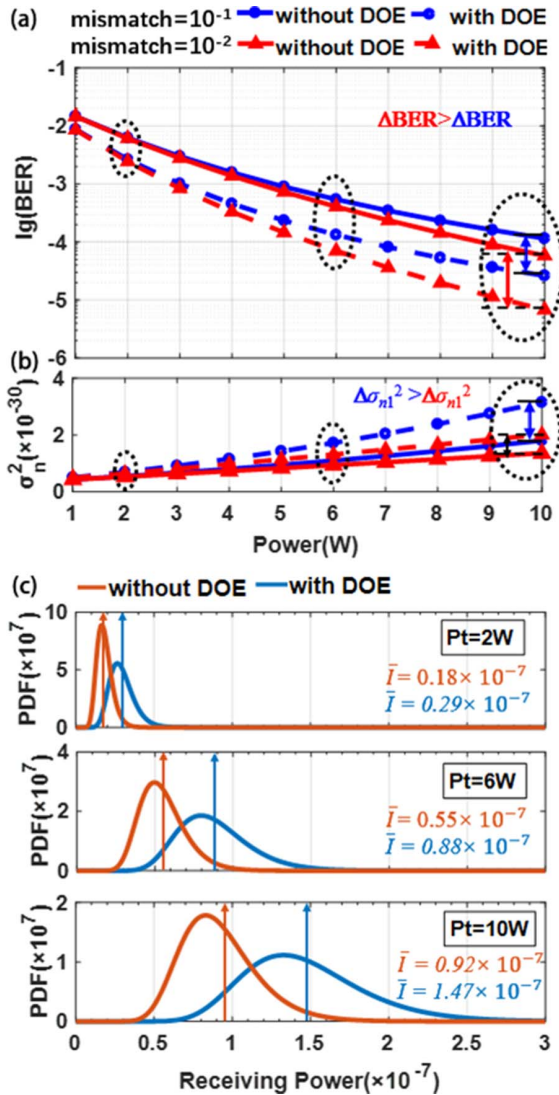 (a)
mismatch=10⁻¹ without DOE with DOE
mismatch=10⁻² without DOE with DOE
-1
-2
-3
-4
-5
-6
lg(BER)
ΔBER>ΔBER
(b)
4
2
0
σₙ²(×10⁻³⁰)
Δσₙ₁² > Δσₙ₁²
1 2 3 4 5 6 7 8 9 10
Power(W)
(c) without DOE with DOE
10
5
0
PDF(×10⁷)
Pt=2W
Ī = 0.18× 10⁻⁷
Ī = 0.29× 10⁻⁷
4
2
0
PDF(×10⁷)
Pt=6W
Ī = 0.55× 10⁻⁷
Ī = 0.88× 10⁻⁷
2
1
0
PDF(×10⁷)
Pt=10W
Ī = 0.92× 10⁻⁷
Ī = 1.47× 10⁻⁷
0 0.5 1 1.5 2 2.5 3
Receiving Power(×10⁻⁷)